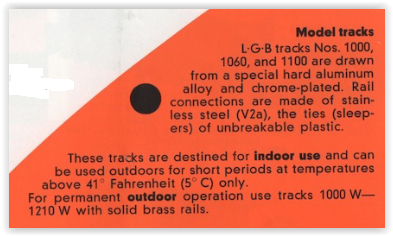 Model tracks
L·G·B tracks Nos. 1000,
1060, and 1100 are drawn
from a special hard aluminum
alloy and chrome-plated. Rail
connections are made of stain-
less steel (V2a), the ties (sleep-
ers) of unbreakable plastic.
These tracks are destined for indoor use and can
be used outdoors for short periods at temperatures
above 41° Fahrenheit (5° C) only.
For permanent outdoor operation use tracks 1000 W—
1210 W with solid brass rails.